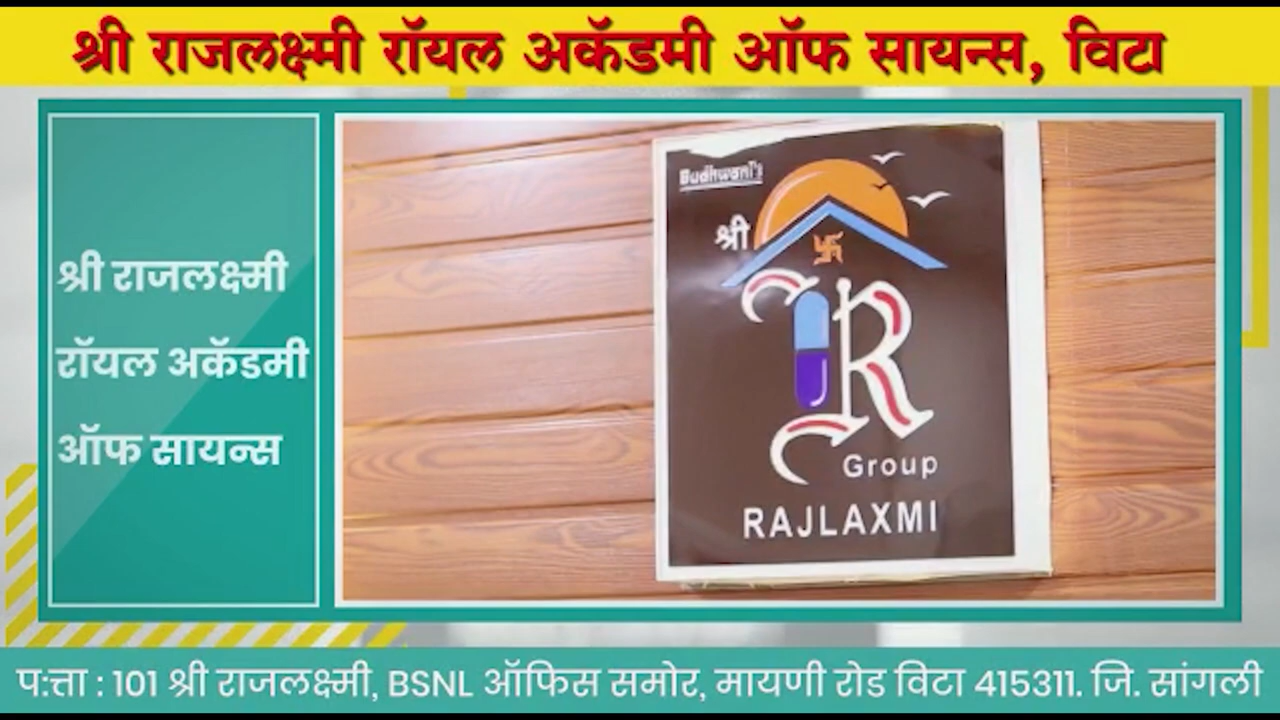 श्री राजलक्ष्मी रॉयल अकॅडमी ऑफ सायन्स, विटा
श्री राजलक्ष्मी
रॉयल अकॅडमी
ऑफ सायन्स
Budhwani's
श्री
R
Group
RAJLAXMI
प:त्ता : 101 श्री राजलक्ष्मी, BSNL ऑफिस समोर, मायणी रोड विटा 415311. जि. सांगली